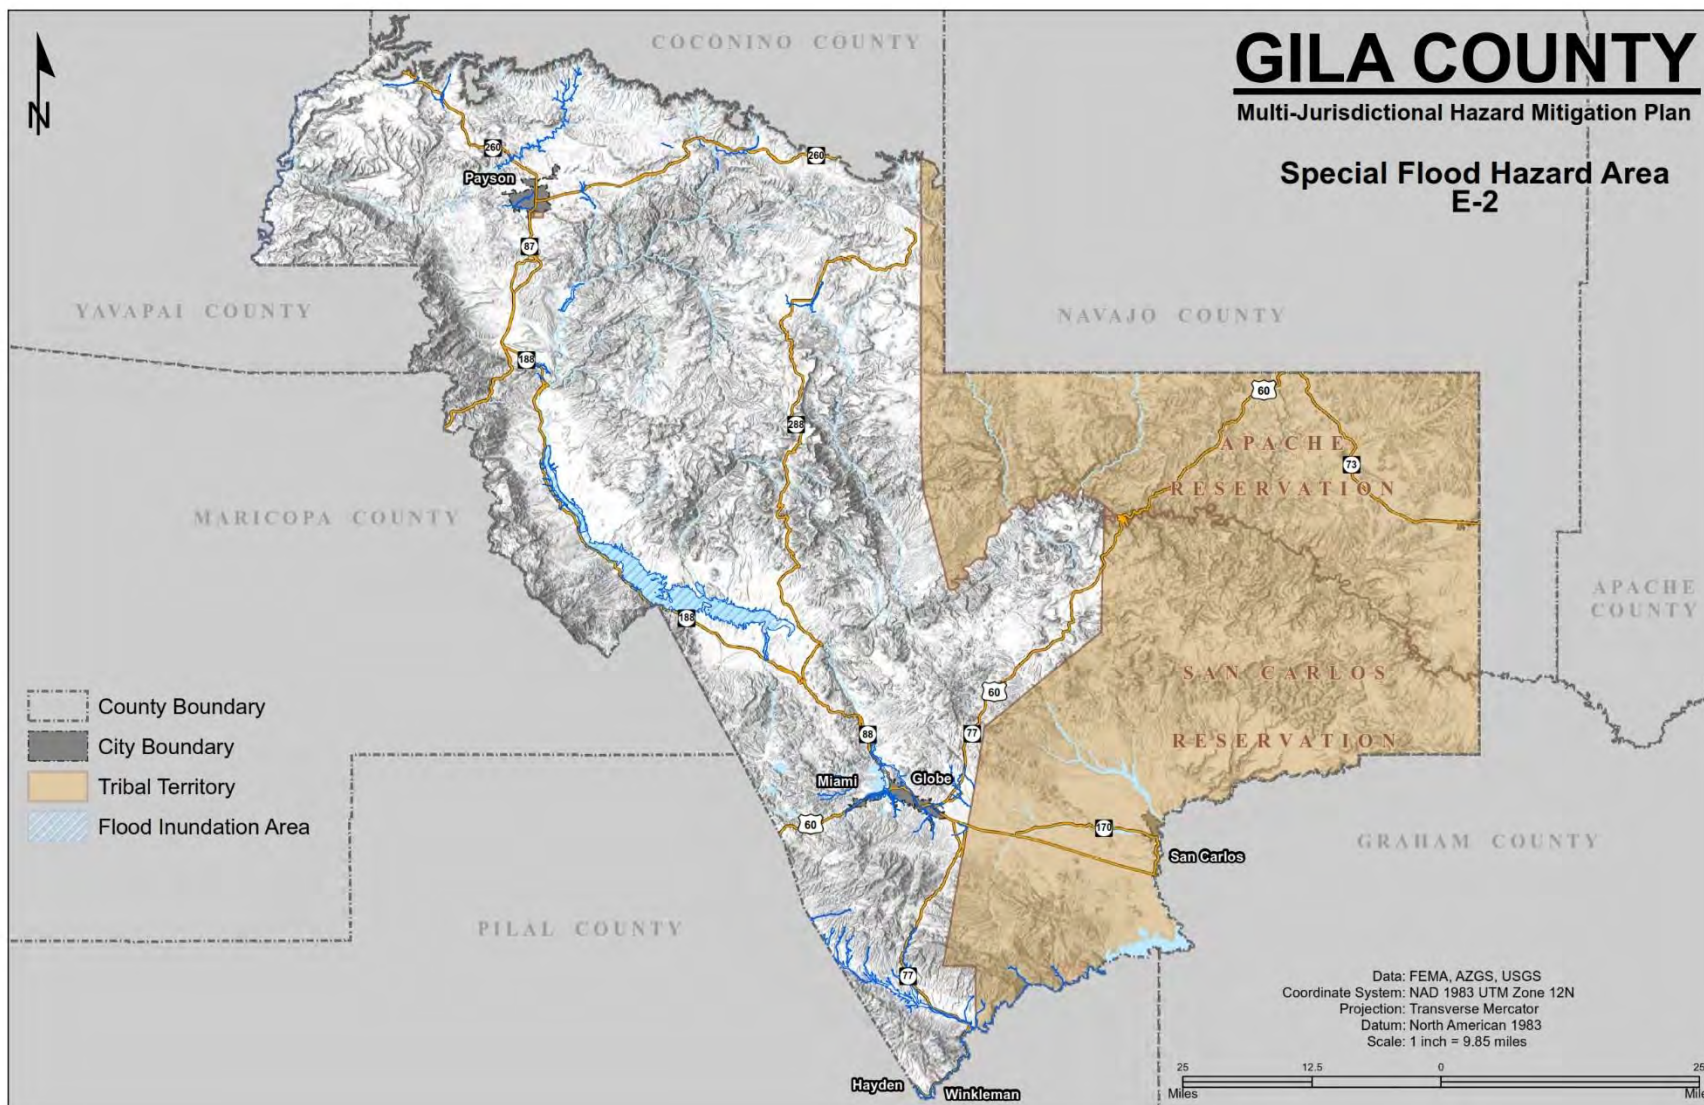 COCONINO COUNTY
GILA COUNTY
Multi-Jurisdictional Hazard Mitigation Plan
Special Flood Hazard Area
E-2
N
260
260
Payson
87
YAVAPAI COUNTY
NAVAJO COUNTY
188
60
288
APACHE
RESERVATION
73
MARICOPA COUNTY
APACHE
COUNTY
188
SAN CARLOS
RESERVATION
60
County Boundary
City Boundary
Tribal Territory
Flood Inundation Area
88
77
Miami
Globe
60
170
San Carlos
GRAHAM COUNTY
PILAL COUNTY
77
Data: FEMA, AZGS, USGS
Coordinate System: NAD 1983 UTM Zone 12N
Projection: Transverse Mercator
Datum: North American 1983
Scale: 1 inch = 9.85 miles
25 12.5 0 25
Miles Mil
Hayden
Winkleman